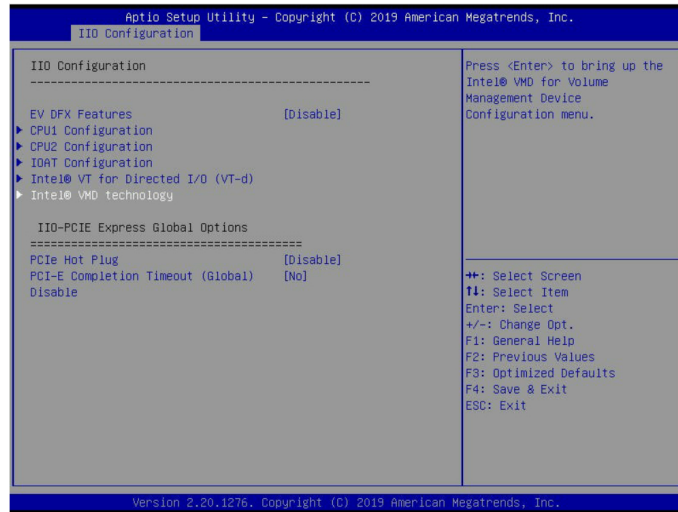 Aptio Setup Utility – Copyright (C) 2019 American Megatrends, Inc.
IIO Configuration
IIO Configuration
------------------------------------------------
EV DFX Features [Disable]
▶ CPU1 Configuration
▶ CPU2 Configuration
▶ IOAT Configuration
▶ Intel® VT for Directed I/O (VT-d)
▶ Intel® VMD technology
IIO-PCIE Express Global Options
========================================
PCIe Hot Plug [Disable]
PCI-E Completion Timeout (Global) [No]
Disable
Press <Enter> to bring up the
Intel® VMD for Volume
Management Device
Configuration menu.
→←: Select Screen
↑↓: Select Item
Enter: Select
+/-: Change Opt.
F1: General Help
F2: Previous Values
F3: Optimized Defaults
F4: Save & Exit
ESC: Exit
Version 2.20.1276. Copyright (C) 2019 American Megatrends, Inc.